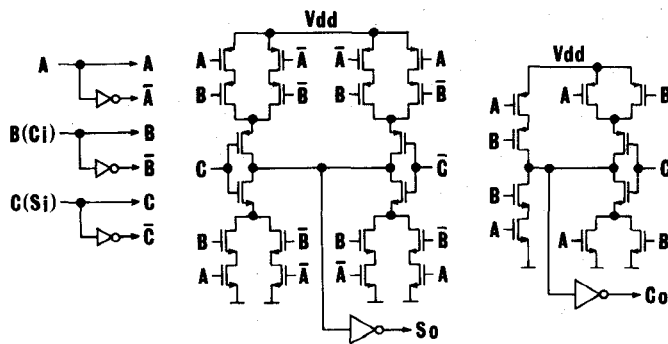 Vdd
A A
A̅
B(Ci) B
B̅
C(Si) C
C̅
A A̅ A̅ A
B B̅ B B̅
C C̅
B B̅ B B̅
A A̅ A̅ A
So
Vdd
A A B
B
C
B
A A B
Co